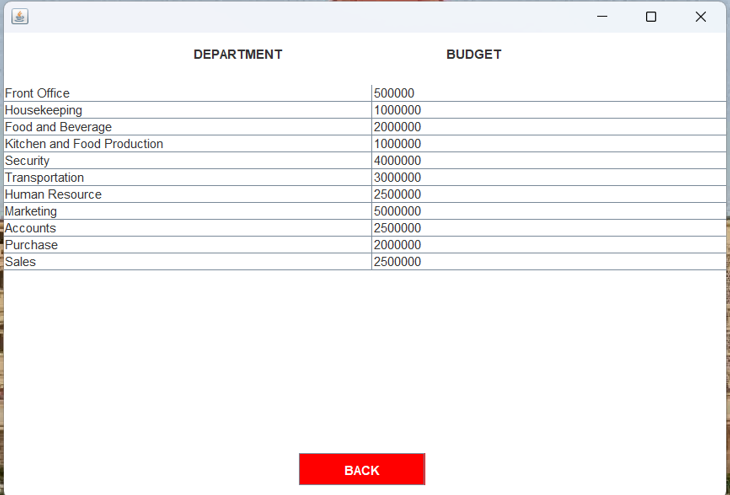 DEPARTMENT BUDGET
Front Office 500000
Housekeeping 1000000
Food and Beverage 2000000
Kitchen and Food Production 1000000
Security 4000000
Transportation 3000000
Human Resource 2500000
Marketing 5000000
Accounts 2500000
Purchase 2000000
Sales 2500000
BACK